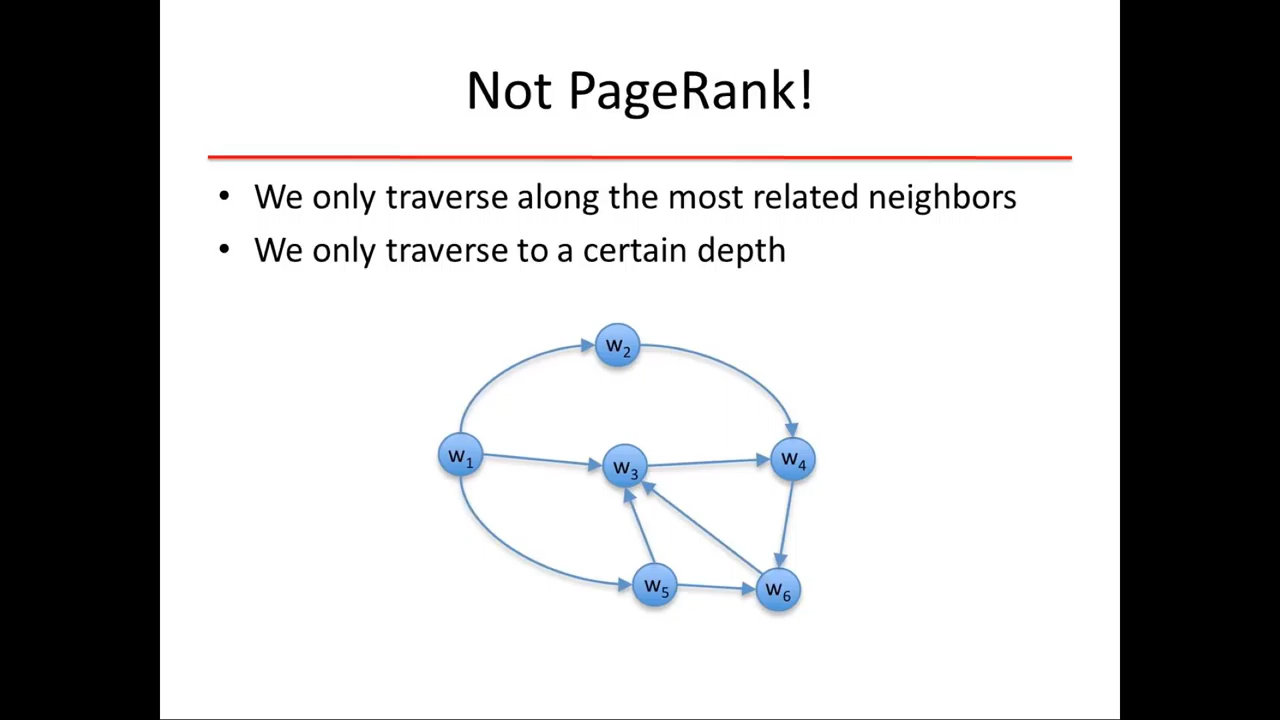 Not PageRank!
• We only traverse along the most related neighbors
• We only traverse to a certain depth
w2
w1
w3
w4
w5
w6